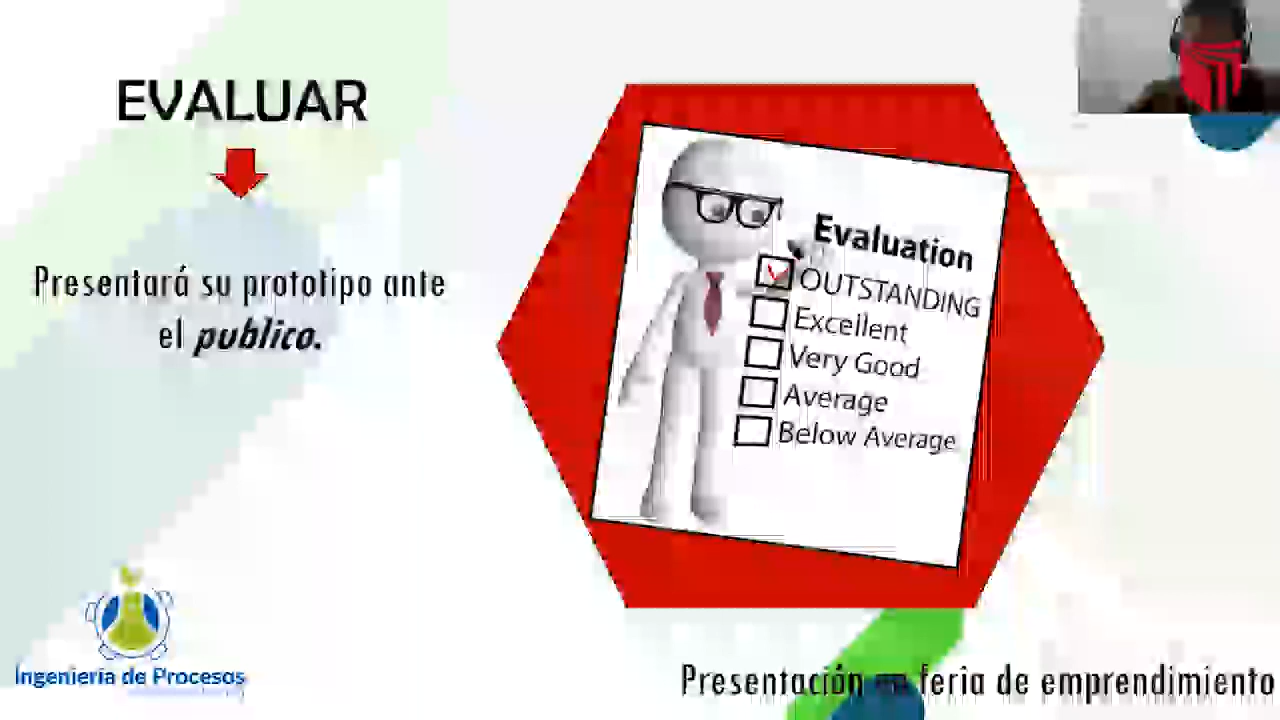 EVALUAR
Presentará su prototipo ante
el publico.
Evaluation
OUTSTANDING
Excellent
Very Good
Average
Below Average
Ingeniería de Procesos
Presentación en feria de emprendimiento